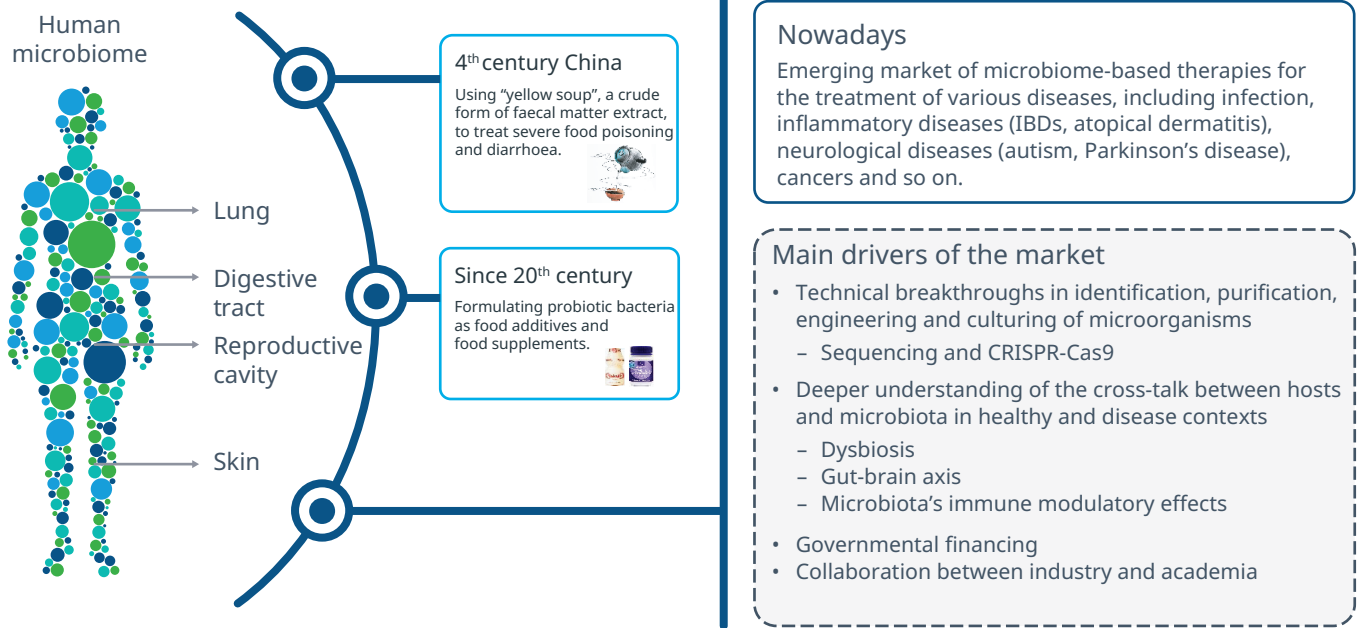 Human
microbiome
Lung
Digestive
tract
Reproductive
cavity
Skin
4th century China
Using “yellow soup”, a crude
form of faecal matter extract,
to treat severe food poisoning
and diarrhoea.
Since 20th century
Formulating probiotic bacteria
as food additives and
food supplements.
Nowadays
Emerging market of microbiome-based therapies for
the treatment of various diseases, including infection,
inflammatory diseases (IBDs, atopical dermatitis),
neurological diseases (autism, Parkinson’s disease),
cancers and so on.
Main drivers of the market
• Technical breakthroughs in identification, purification,
engineering and culturing of microorganisms
– Sequencing and CRISPR-Cas9
• Deeper understanding of the cross-talk between hosts
and microbiota in healthy and disease contexts
– Dysbiosis
– Gut-brain axis
– Microbiota’s immune modulatory effects
• Governmental financing
• Collaboration between industry and academia